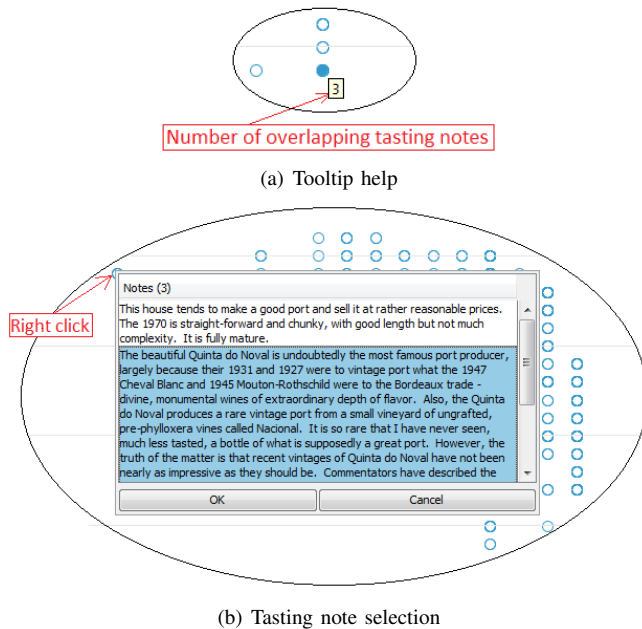 3
Number of overlapping tasting notes
(a) Tooltip help
Right click
Notes (3)
This house tends to make a good port and sell it at rather reasonable prices.
The 1970 is straight-forward and chunky, with good length but not much
complexity.  It is fully mature.
The beautiful Quinta do Noval is undoubtedly the most famous port producer,
largely because their 1931 and 1927 were to vintage port what the 1947
Cheval Blanc and 1945 Mouton-Rothschild were to the Bordeaux trade -
divine, monumental wines of extraordinary depth of flavor.  Also, the Quinta
do Noval produces a rare vintage port from a small vineyard of ungrafted,
pre-phylloxera vines called Nacional.  It is so rare that I have never seen,
much less tasted, a bottle of what is supposedly a great port.  However, the
truth of the matter is that recent vintages of Quinta do Noval have not been
nearly as impressive as they should be.  Commentators have described the
OK
Cancel
(b) Tasting note selection